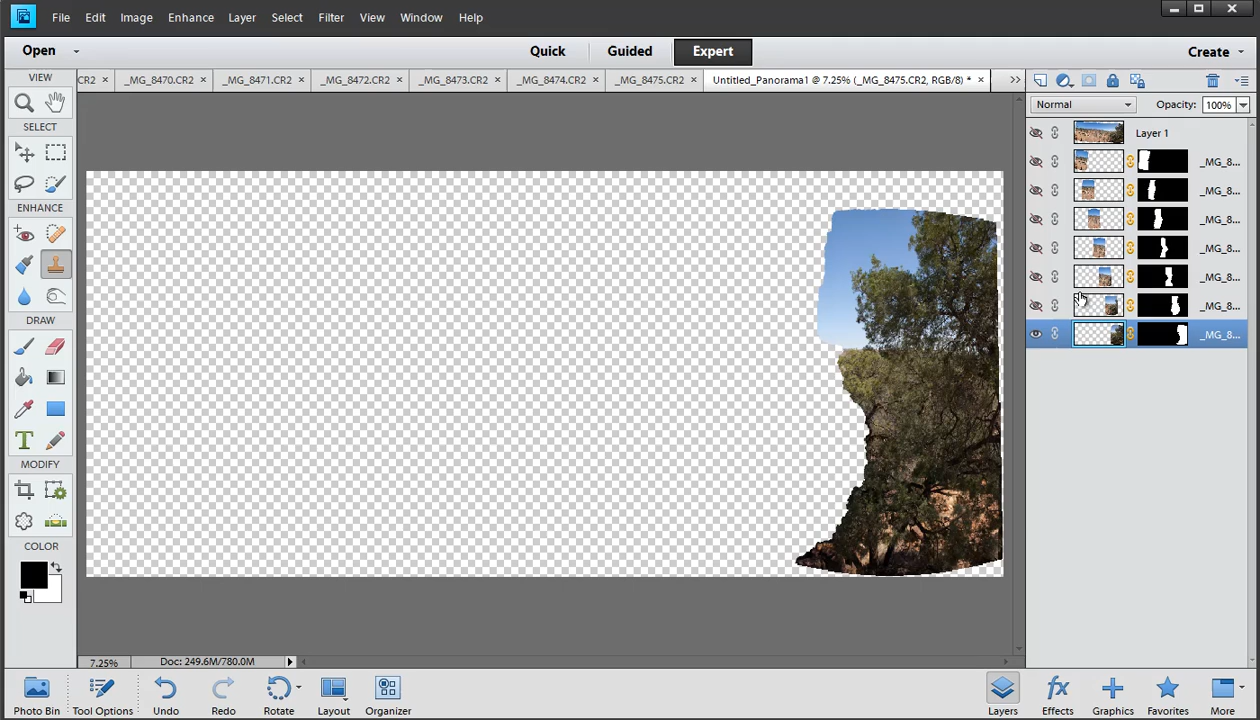 File Edit Image Enhance Layer Select Filter View Window Help
Open Quick Guided Expert Create
VIEW
CR2 × _MG_8470.CR2 × _MG_8471.CR2 × _MG_8472.CR2 × _MG_8473.CR2 × _MG_8474.CR2 × _MG_8475.CR2 × Untitled_Panorama1 @ 7.25% (_MG_8475.CR2, RGB/8) * × >>
Normal Opacity: 100%
SELECT
Layer 1
_MG_8...
_MG_8...
ENHANCE
_MG_8...
_MG_8...
_MG_8...
_MG_8...
DRAW
_MG_8...
T
MODIFY
COLOR
7.25% Doc: 249.6M/780.0M
fx
Photo Bin Tool Options Undo Redo Rotate Layout Organizer Layers Effects Graphics Favorites More